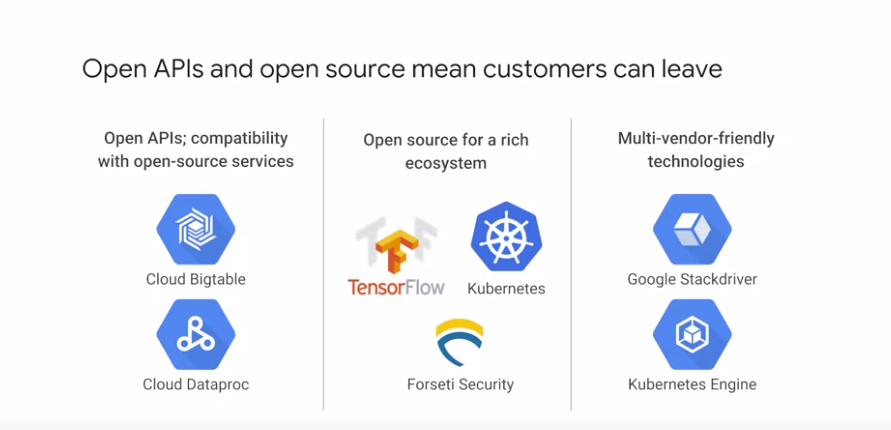 Open APIs and open source mean customers can leave
Open APIs; compatibility
with open-source services
Cloud Bigtable
Cloud Dataproc
Open source for a rich
ecosystem
TensorFlow
Kubernetes
Forseti Security
Multi-vendor-friendly
technologies
Google Stackdriver
Kubernetes Engine